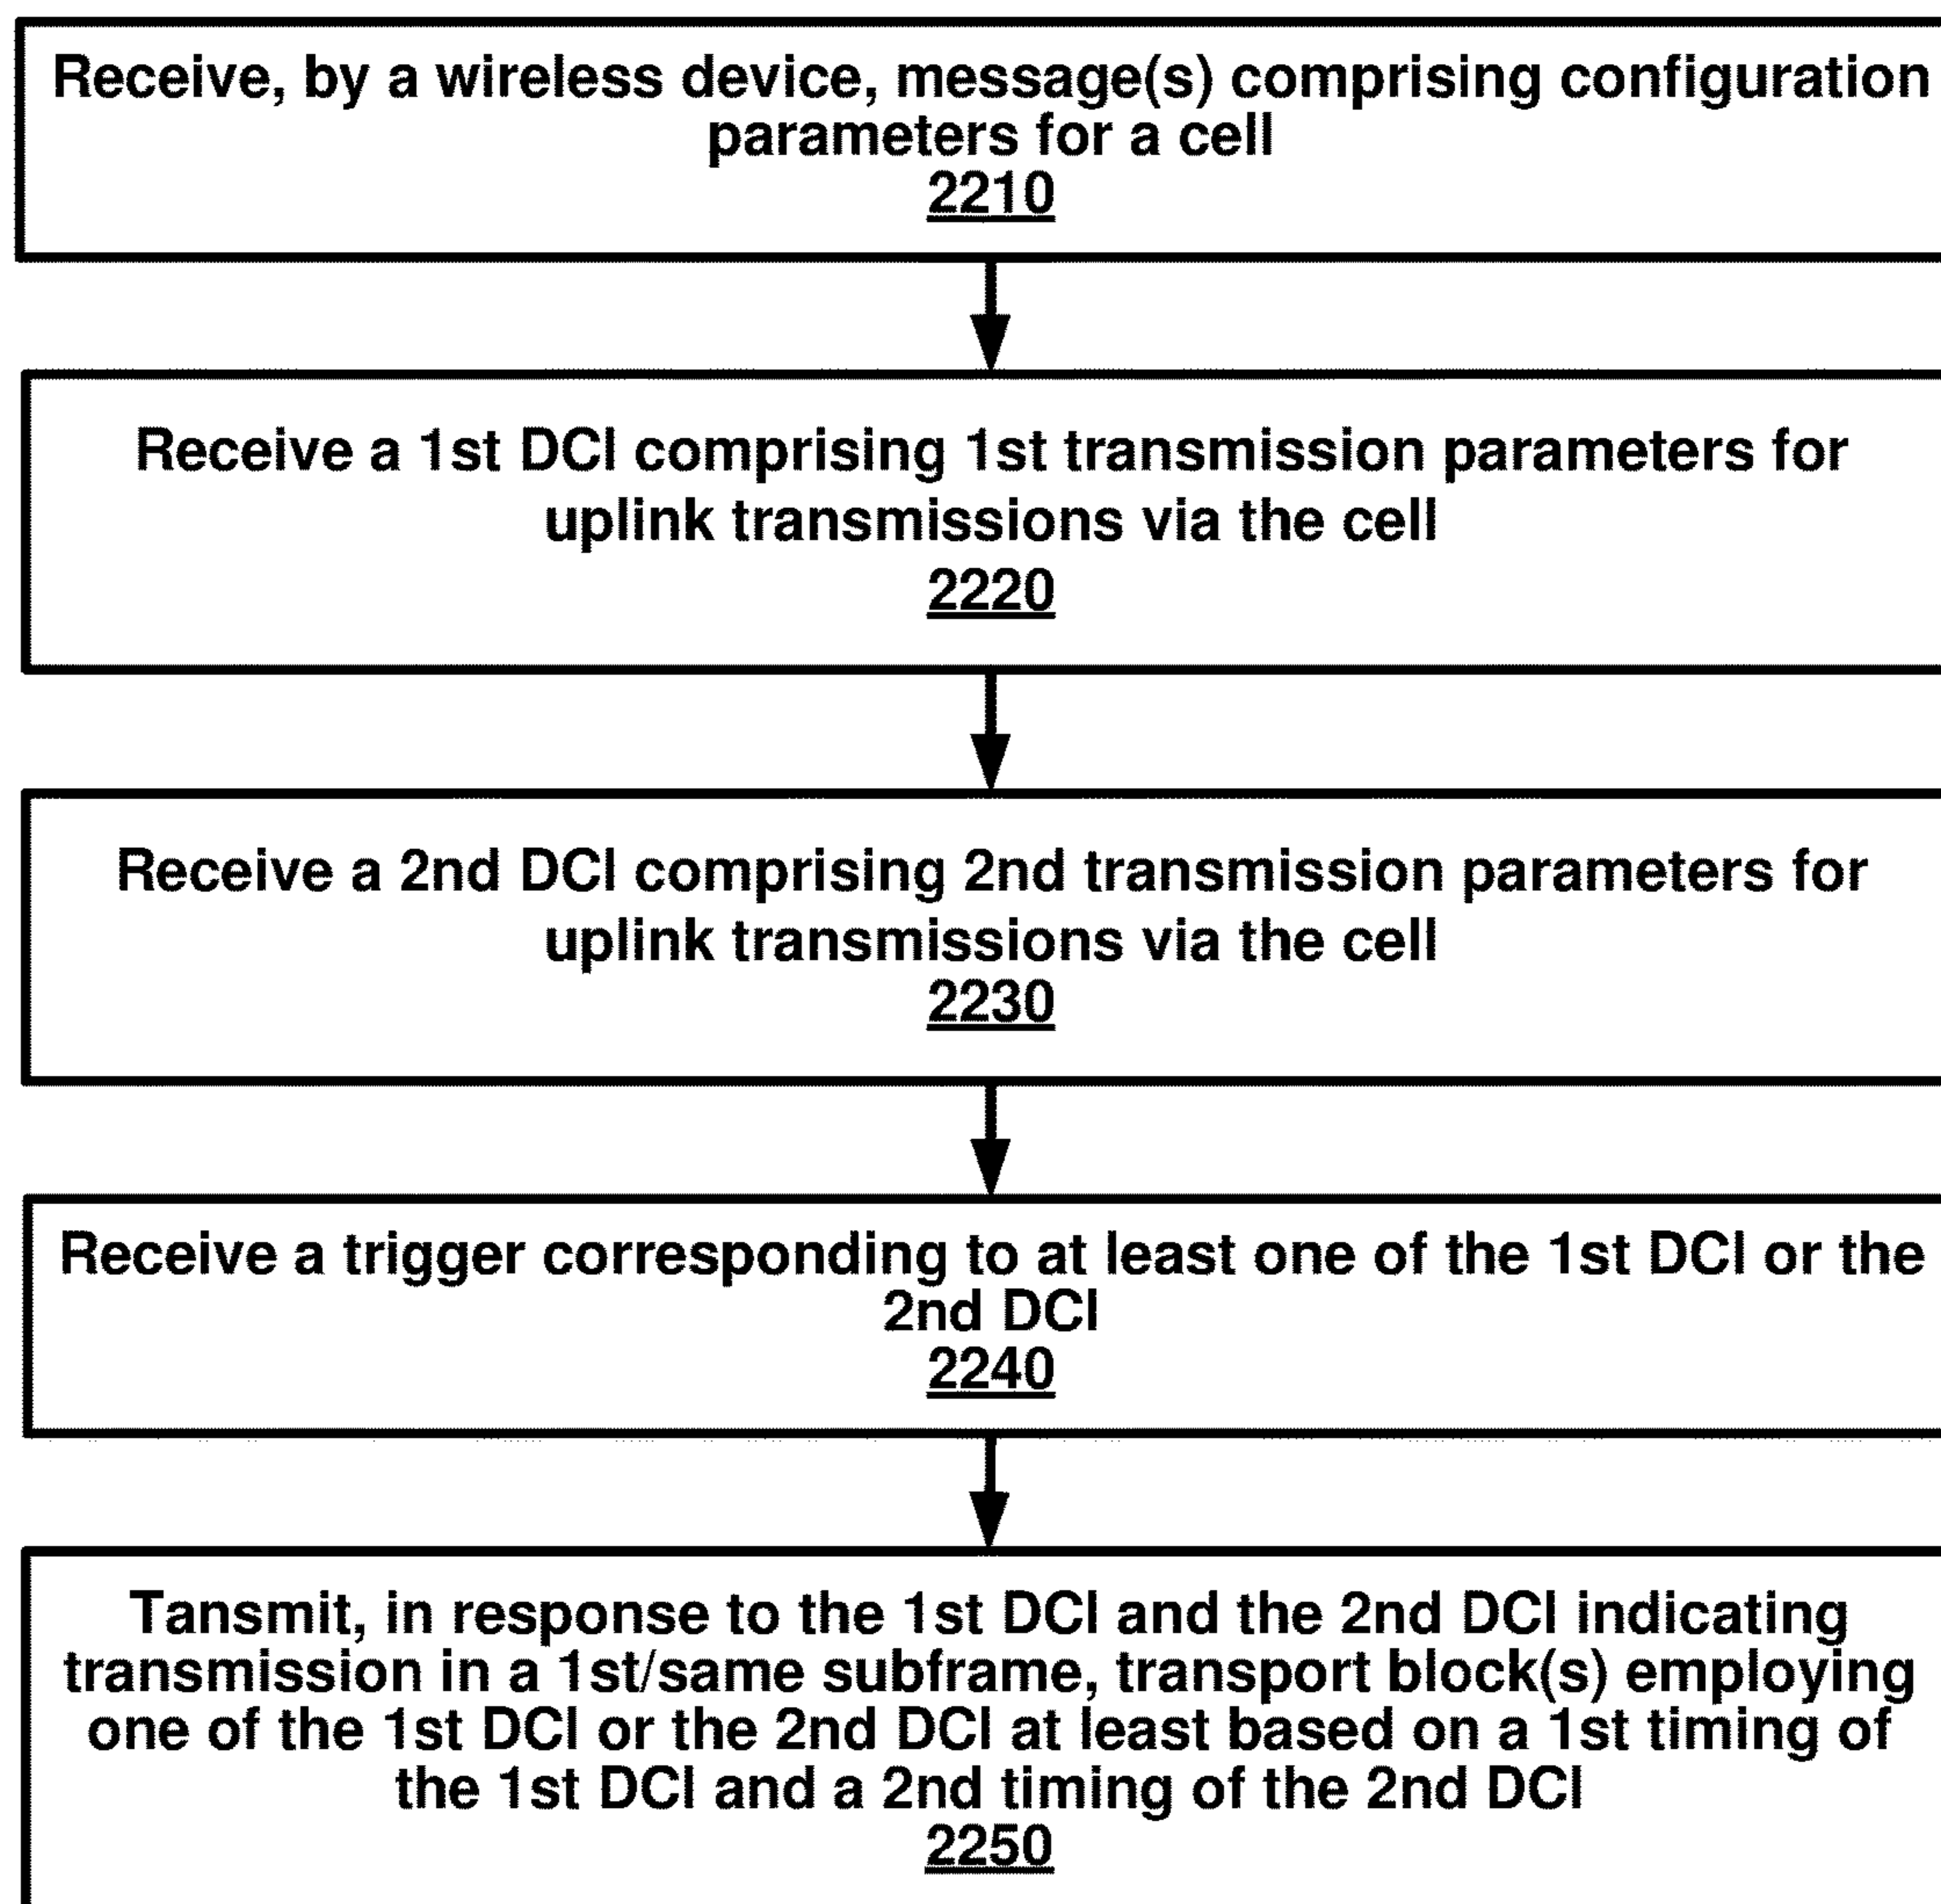 Receive, by a wireless device, message(s) comprising configuration
parameters for a cell
2210
Receive a 1st DCI comprising 1st transmission parameters for
uplink transmissions via the cell
2220
Receive a 2nd DCI comprising 2nd transmission parameters for
uplink transmissions via the cell
2230
Receive a trigger corresponding to at least one of the 1st DCI or the
2nd DCI
2240
Tansmit, in response to the 1st DCI and the 2nd DCI indicating
transmission in a 1st/same subframe, transport block(s) employing
one of the 1st DCI or the 2nd DCI at least based on a 1st timing of
the 1st DCI and a 2nd timing of the 2nd DCI
2250